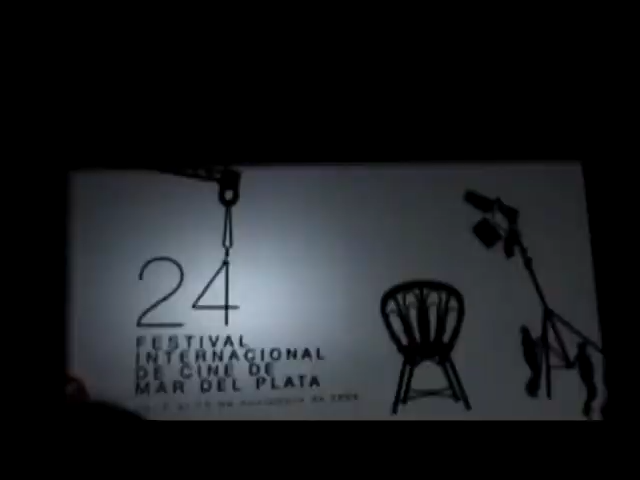 24
FESTIVAL
INTERNACIONAL
DE CINE DE
MAR DEL PLATA